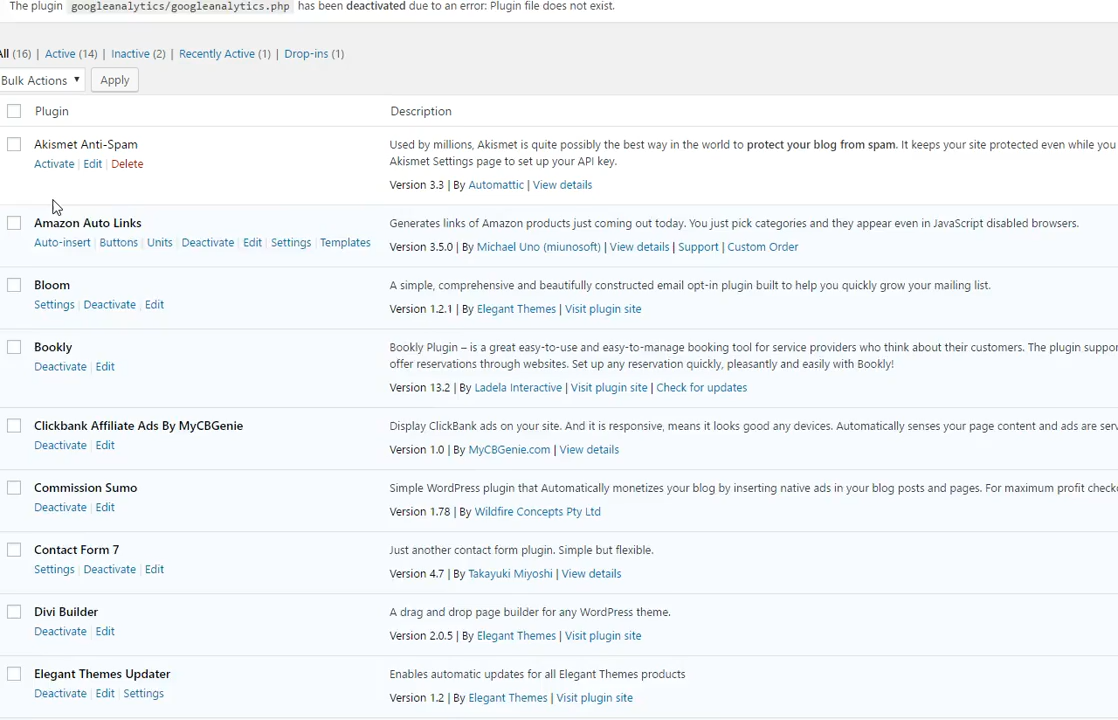 The plugin googleanalytics/googleanalytics.php has been deactivated due to an error: Plugin file does not exist.
All (16) | Active (14) | Inactive (2) | Recently Active (1) | Drop-ins (1)
Bulk Actions ▼ Apply
Plugin Description
Akismet Anti-Spam
Activate | Edit | Delete
Used by millions, Akismet is quite possibly the best way in the world to protect your blog from spam. It keeps your site protected even while you
Akismet Settings page to set up your API key.
Version 3.3 | By Automattic | View details
Amazon Auto Links
Auto-insert | Buttons | Units | Deactivate | Edit | Settings | Templates
Generates links of Amazon products just coming out today. You just pick categories and they appear even in JavaScript disabled browsers.
Version 3.5.0 | By Michael Uno (miunosoft) | View details | Support | Custom Order
Bloom
Settings | Deactivate | Edit
A simple, comprehensive and beautifully constructed email opt-in plugin built to help you quickly grow your mailing list.
Version 1.2.1 | By Elegant Themes | Visit plugin site
Bookly
Deactivate | Edit
Bookly Plugin – is a great easy-to-use and easy-to-manage booking tool for service providers who think about their customers. The plugin suppor
offer reservations through websites. Set up any reservation quickly, pleasantly and easily with Bookly!
Version 13.2 | By Ladela Interactive | Visit plugin site | Check for updates
Clickbank Affiliate Ads By MyCBGenie
Deactivate | Edit
Display ClickBank ads on your site. And it is responsive, means it looks good any devices. Automatically senses your page content and ads are serv
Version 1.0 | By MyCBGenie.com | View details
Commission Sumo
Deactivate | Edit
Simple WordPress plugin that Automatically monetizes your blog by inserting native ads in your blog posts and pages. For maximum profit checko
Version 1.78 | By Wildfire Concepts Pty Ltd
Contact Form 7
Settings | Deactivate | Edit
Just another contact form plugin. Simple but flexible.
Version 4.7 | By Takayuki Miyoshi | View details
Divi Builder
Deactivate | Edit
A drag and drop page builder for any WordPress theme.
Version 2.0.5 | By Elegant Themes | Visit plugin site
Elegant Themes Updater
Deactivate | Edit | Settings
Enables automatic updates for all Elegant Themes products
Version 1.2 | By Elegant Themes | Visit plugin site